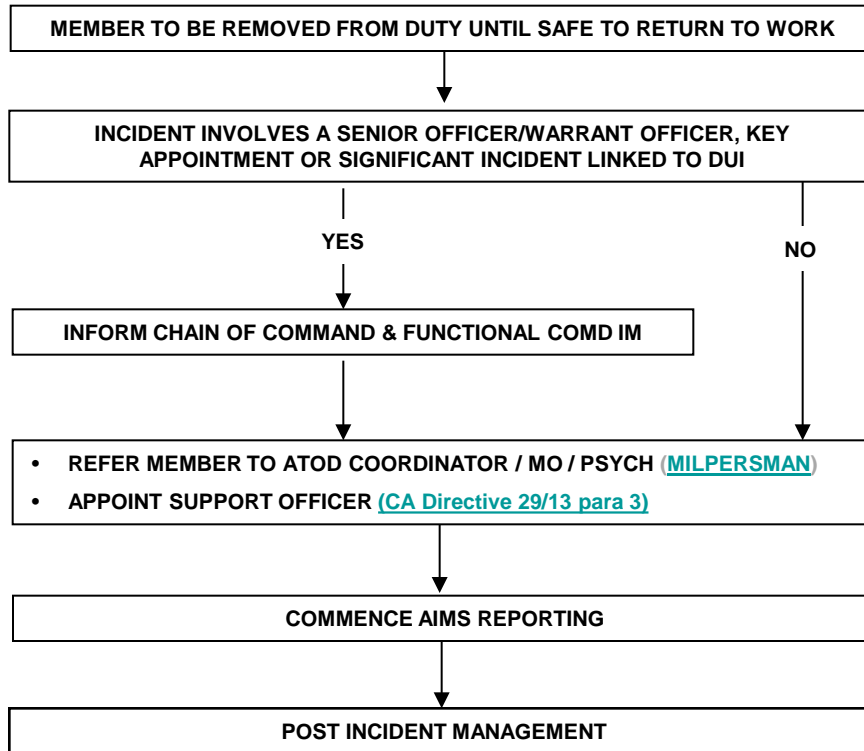 MEMBER TO BE REMOVED FROM DUTY UNTIL SAFE TO RETURN TO WORK
INCIDENT INVOLVES A SENIOR OFFICER/WARRANT OFFICER, KEY
APPOINTMENT OR SIGNIFICANT INCIDENT LINKED TO DUI
YES
NO
INFORM CHAIN OF COMMAND & FUNCTIONAL COMD IM
• REFER MEMBER TO ATOD COORDINATOR / MO / PSYCH (MILPERSMAN)
• APPOINT SUPPORT OFFICER (CA Directive 29/13 para 3)
COMMENCE AIMS REPORTING
POST INCIDENT MANAGEMENT